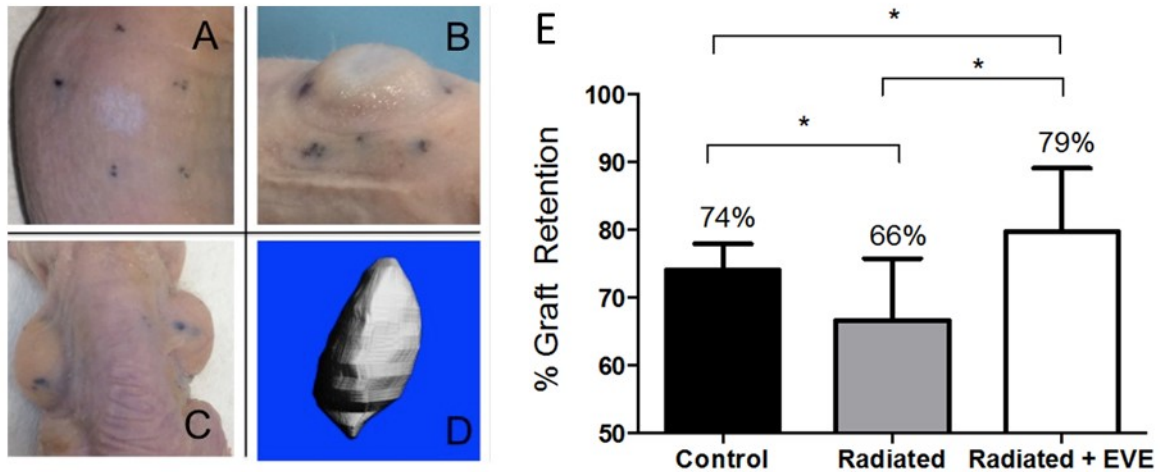 A
B
C
D
E
*
*
*
% Graft Retention
100
90
80
70
60
50
74%
66%
79%
Control
Radiated
Radiated + EVE